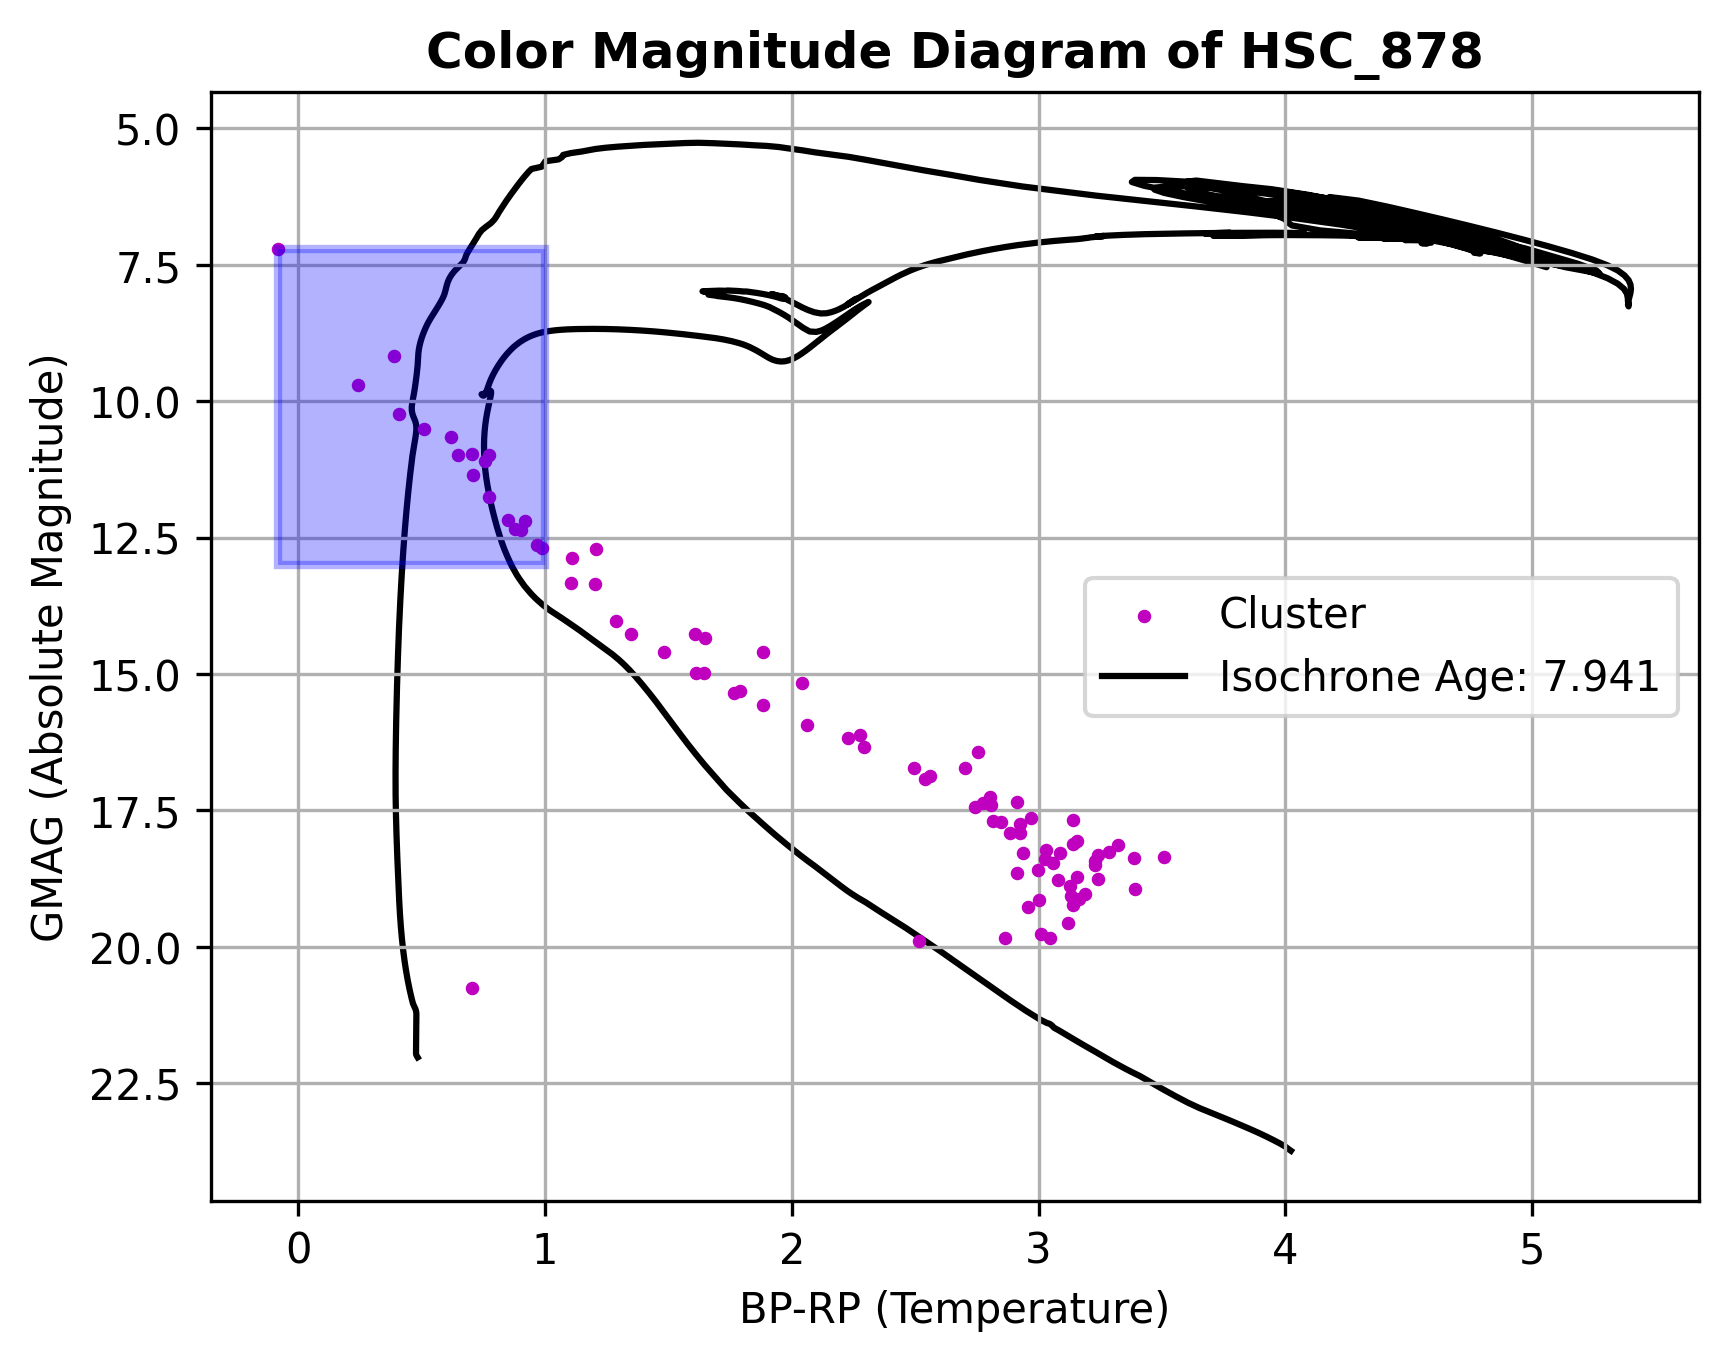 Color Magnitude Diagram of HSC_878
GMAG (Absolute Magnitude)
5.0
7.5
10.0
12.5
15.0
17.5
20.0
22.5
Cluster
Isochrone Age: 7.941
0 1 2 3 4 5
BP-RP (Temperature)